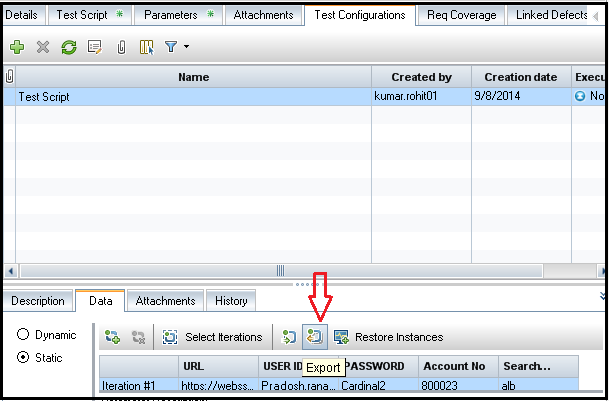 Details Test Script * Parameters * Attachments Test Configurations Req Coverage Linked Defects
Name Created by Creation date Execu
Test Script kumar.rohit01 9/8/2014 No
Description Data Attachments History
Dynamic Select Iterations Restore Instances
Static
URL USER ID PASSWORD Account No Search...
Export
Iteration #1 https://webss... Pradosh.rana... Cardinal2 800023 alb